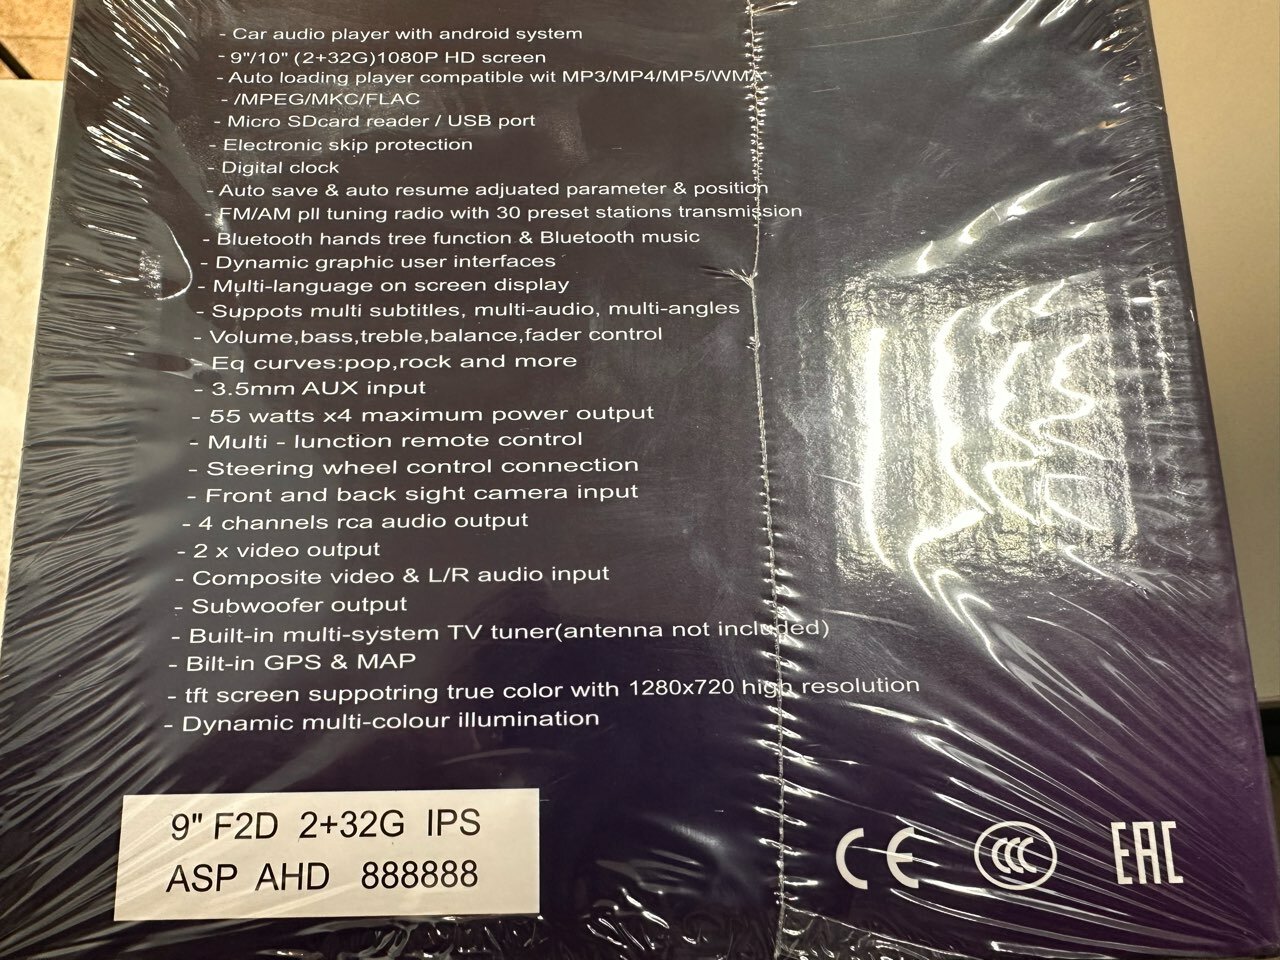 - Car audio player with android system
- 9"/10" (2+32G)1080P HD screen
- Auto loading player compatible wit MP3/MP4/MP5/WMA
- /MPEG/MKC/FLAC
- Micro SDcard reader / USB port
- Electronic skip protection
- Digital clock
- Auto save & auto resume adjuated parameter & position
- FM/AM pll tuning radio with 30 preset stations transmission
- Bluetooth hands tree function & Bluetooth music
- Dynamic graphic user interfaces
- Multi-language on screen display
- Suppots multi subtitles, multi-audio, multi-angles
- Volume,bass,treble,balance,fader control
- Eq curves:pop,rock and more
- 3.5mm AUX input
- 55 watts x4 maximum power output
- Multi - lunction remote control
- Steering wheel control connection
- Front and back sight camera input
- 4 channels rca audio output
- 2 x video output
- Composite video & L/R audio input
- Subwoofer output
- Built-in multi-system TV tuner(antenna not included)
- Bilt-in GPS & MAP
- tft screen suppotring true color with 1280x720 high resolution
- Dynamic multi-colour illumination
9" F2D 2+32G IPS
ASP AHD 888888
CE CCC EAC